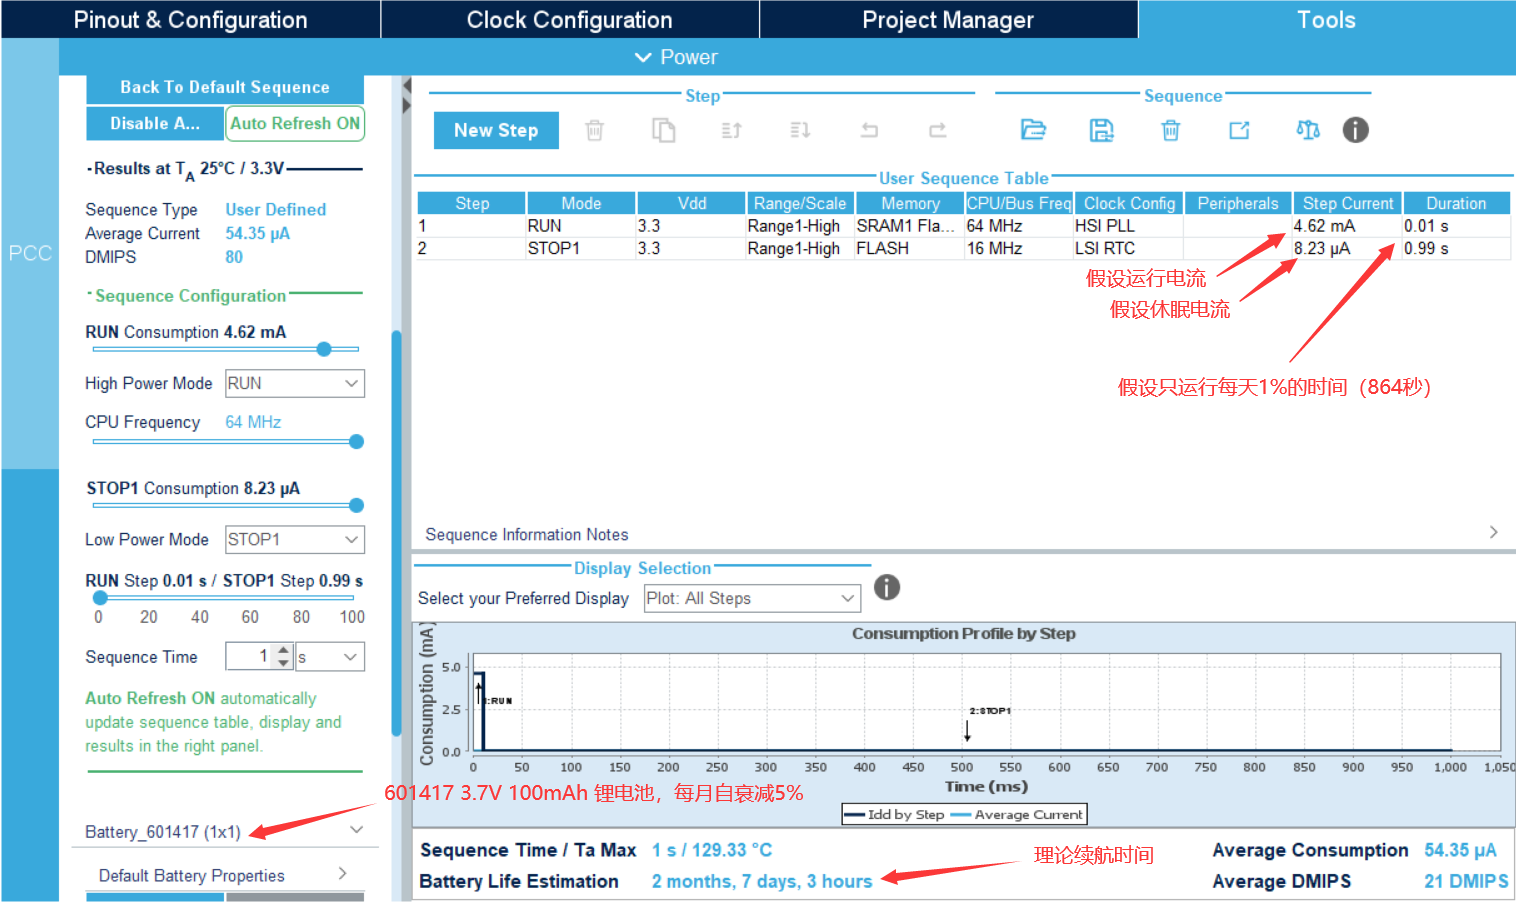 Pinout & Configuration
Clock Configuration
Project Manager
Tools
Power
PCC
Back To Default Sequence
Disable A...
Auto Refresh ON
Results at TA 25°C / 3.3V
Sequence Type User Defined
Average Current 54.35 µA
DMIPS 80
Sequence Configuration
RUN Consumption 4.62 mA
High Power Mode RUN
CPU Frequency 64 MHz
STOP1 Consumption 8.23 µA
Low Power Mode STOP1
RUN Step 0.01 s / STOP1 Step 0.99 s
0 20 40 60 80 100
Sequence Time 1 s
Auto Refresh ON automatically
update sequence table, display and
results in the right panel.
Battery_601417 (1x1)
Default Battery Properties
Step
Sequence
New Step
User Sequence Table
Step Mode Vdd Range/Scale Memory CPU/Bus Freq Clock Config Peripherals Step Current Duration
1 RUN 3.3 Range1-High SRAM1 Fla... 64 MHz HSI PLL 4.62 mA 0.01 s
2 STOP1 3.3 Range1-High FLASH 16 MHz LSI RTC 8.23 µA 0.99 s
假设运行电流
假设休眠电流
假设只运行每天1%的时间（864秒）
Sequence Information Notes
Display Selection
Select your Preferred Display Plot: All Steps
Consumption Profile by Step
Consumption (mA)
5.0
2.5
0.0
1:RUN
2:STOP1
0 50 100 150 200 250 300 350 400 450 500 550 600 650 700 750 800 850 900 950 1,000 1,050
Time (ms)
Idd by Step Average Current
601417 3.7V 100mAh 锂电池，每月自衰减5%
Sequence Time / Ta Max 1 s / 129.33 °C
Average Consumption 54.35 µA
Battery Life Estimation 2 months, 7 days, 3 hours
Average DMIPS 21 DMIPS
理论续航时间